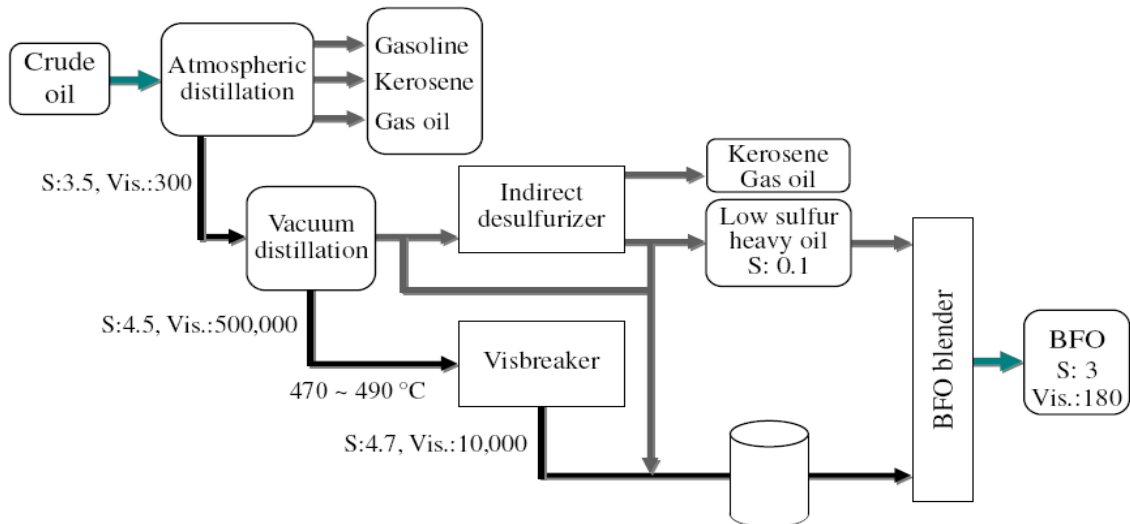 Crude
oil
Atmospheric
distillation
Gasoline
Kerosene
Gas oil
S:3.5, Vis.:300
Vacuum
distillation
Indirect
desulfurizer
Kerosene
Gas oil
Low sulfur
heavy oil
S: 0.1
S:4.5, Vis.:500,000
Visbreaker
470 ~ 490 °C
S:4.7, Vis.:10,000
BFO blender
BFO
S: 3
Vis.:180